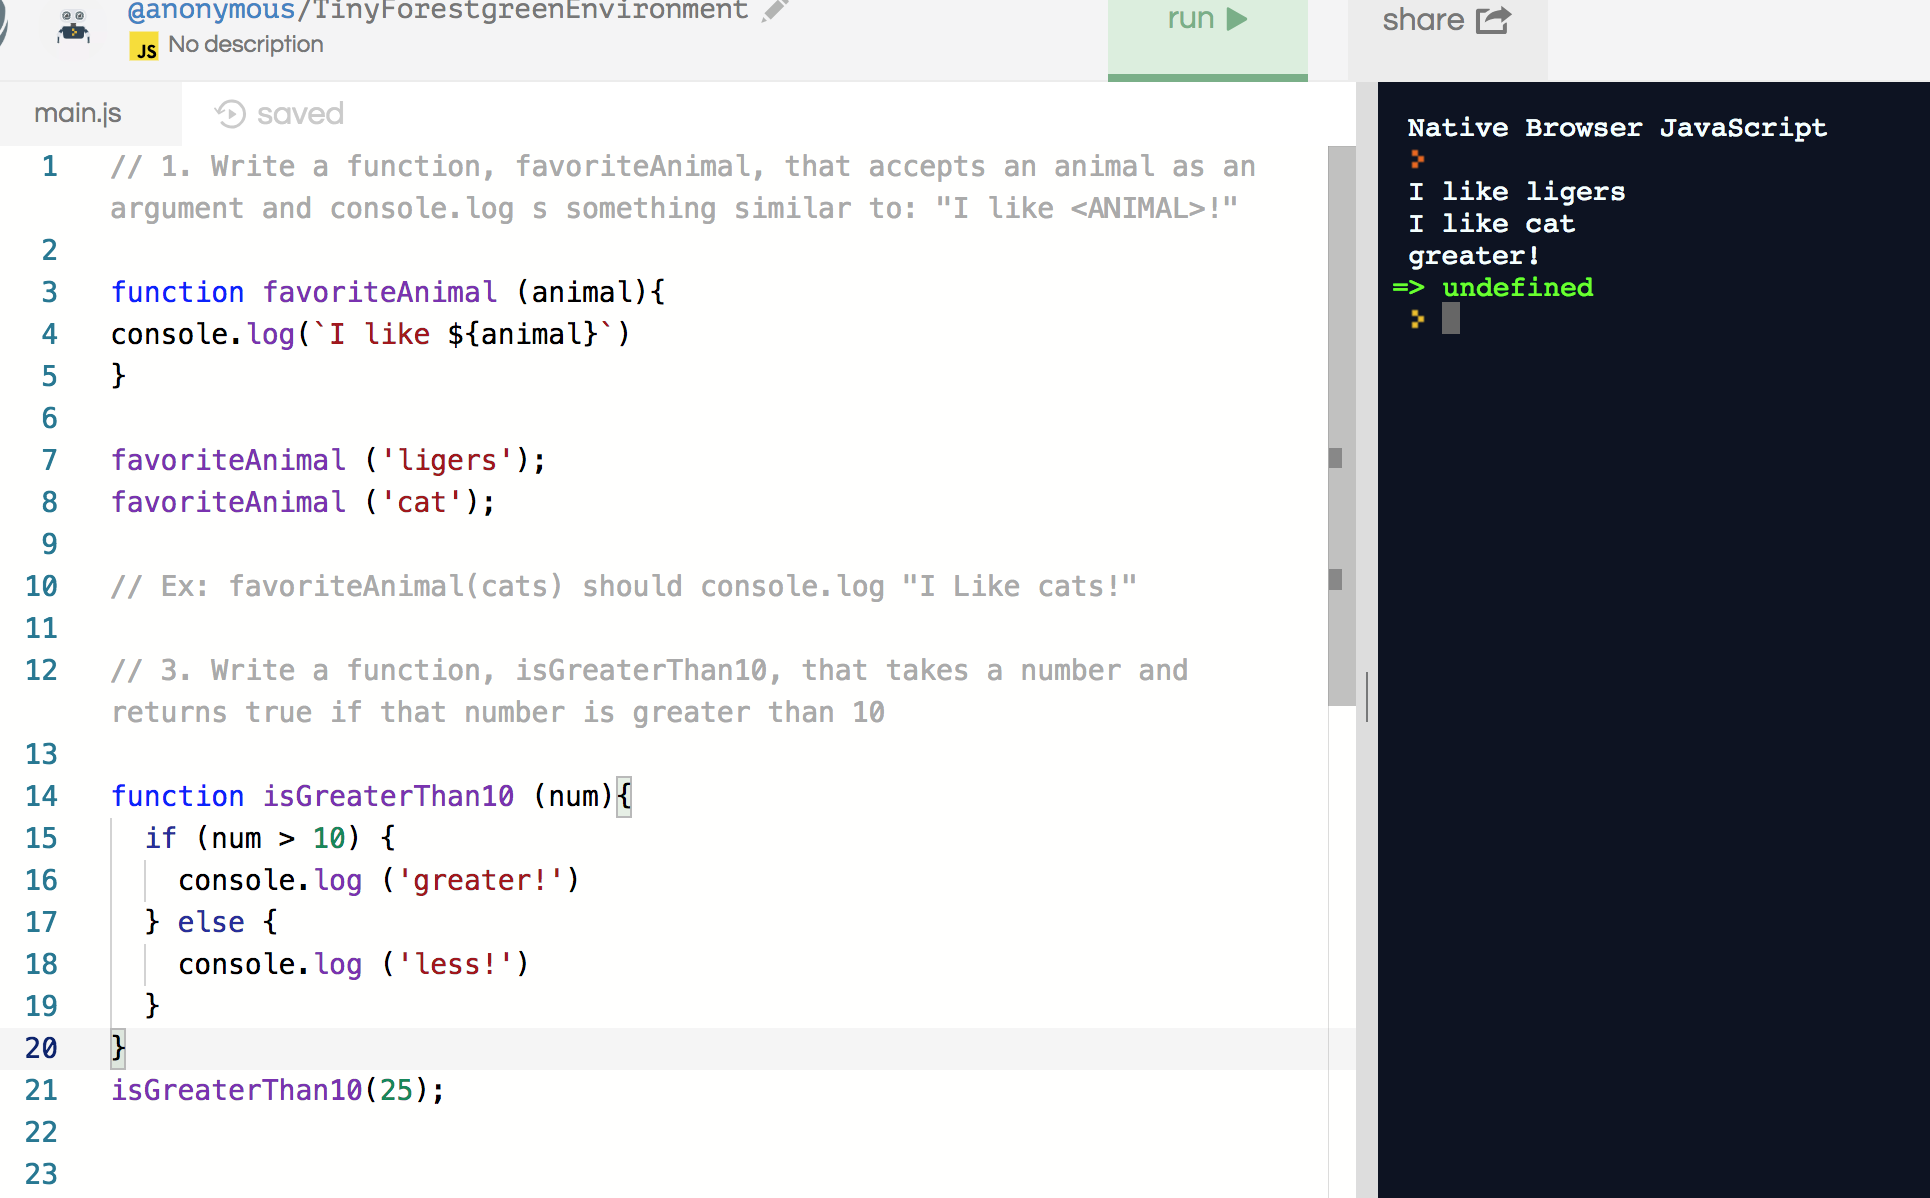 @anonymous/TinyForestgreenEnvironment
JS No description
run
share
main.js
saved
1 // 1. Write a function, favoriteAnimal, that accepts an animal as an
argument and console.log s something similar to: "I like <ANIMAL>!"
2
3 function favoriteAnimal (animal){
4 console.log(`I like ${animal}`)
5 }
6
7 favoriteAnimal ('ligers');
8 favoriteAnimal ('cat');
9
10 // Ex: favoriteAnimal(cats) should console.log "I Like cats!"
11
12 // 3. Write a function, isGreaterThan10, that takes a number and
returns true if that number is greater than 10
13
14 function isGreaterThan10 (num){
15 if (num > 10) {
16 console.log ('greater!')
17 } else {
18 console.log ('less!')
19 }
20 }
21 isGreaterThan10(25);
22
23
Native Browser JavaScript
I like ligers
I like cat
greater!
=> undefined